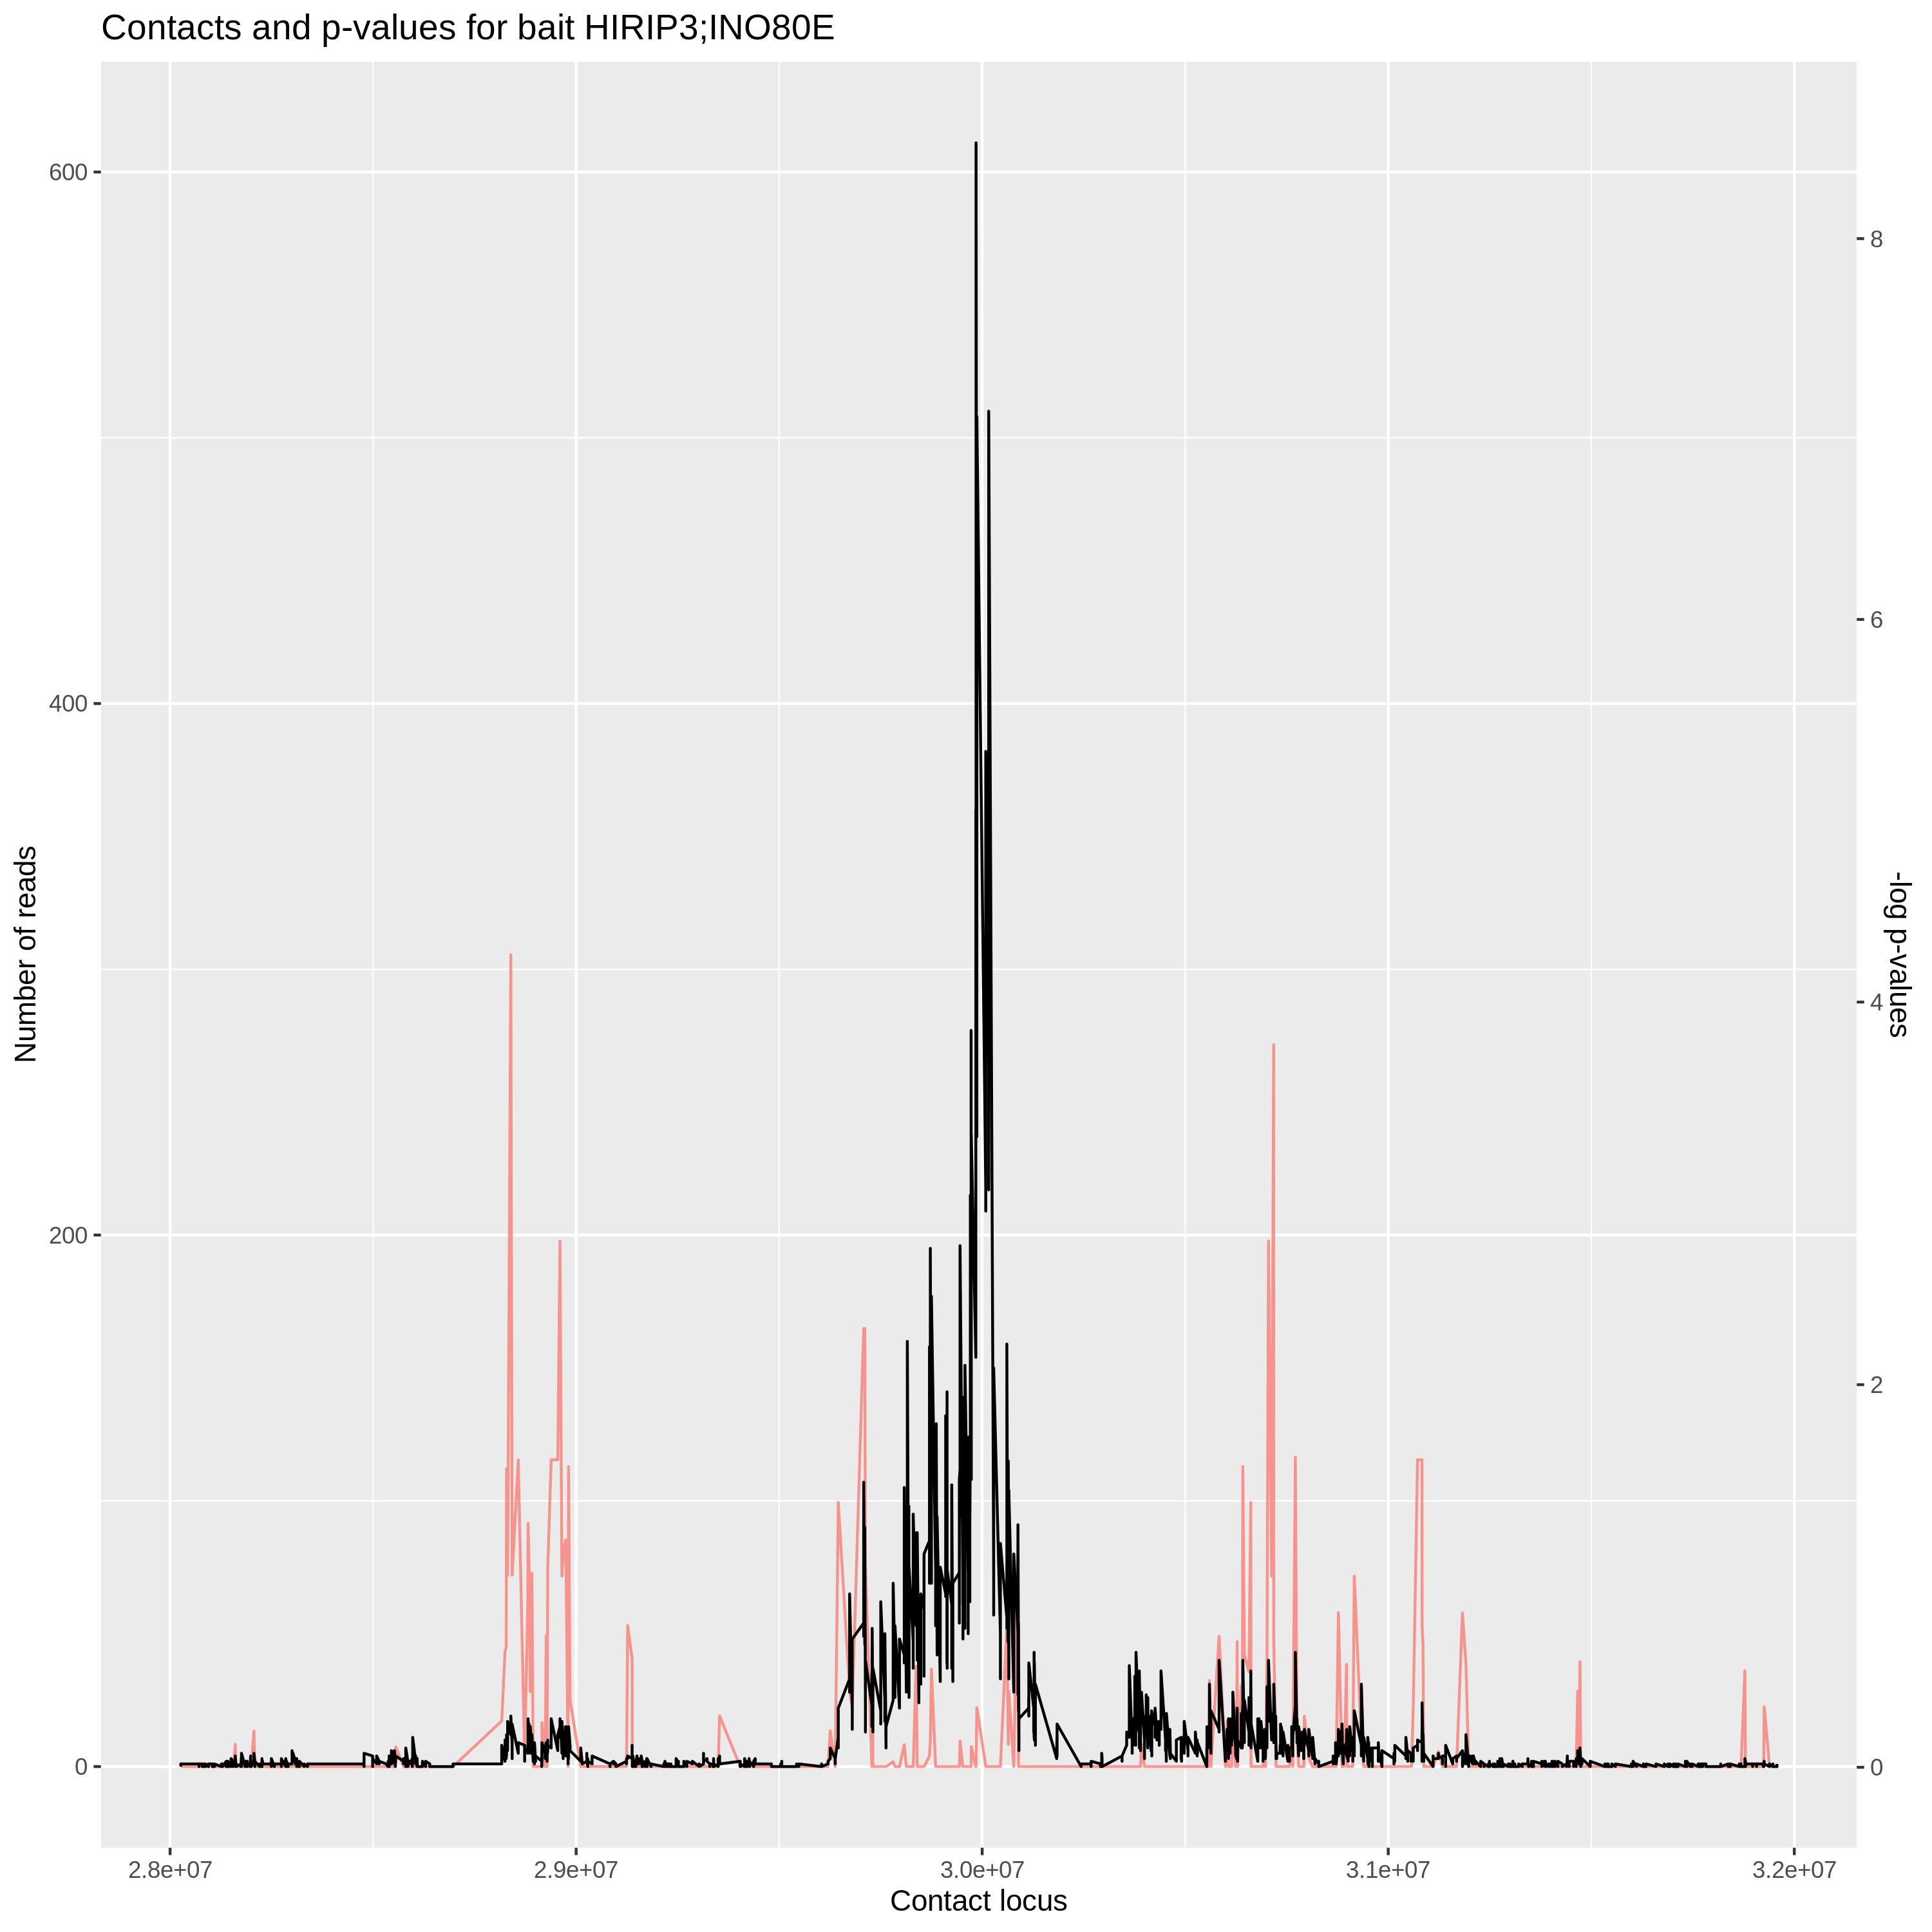 Contacts and p-values for bait HIRIP3;INO80E
600
400
200
0
Number of reads
8
6
4
2
0
-log p-values
2.8e+07 2.9e+07 3.0e+07 3.1e+07 3.2e+07
Contact locus